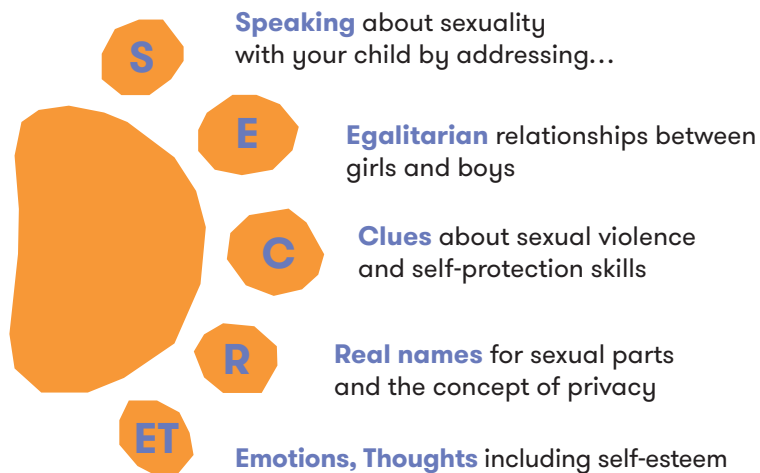 S
Speaking about sexuality
with your child by addressing…
E
Egalitarian relationships between
girls and boys
C
Clues about sexual violence
and self-protection skills
R
Real names for sexual parts
and the concept of privacy
ET
Emotions, Thoughts including self-esteem